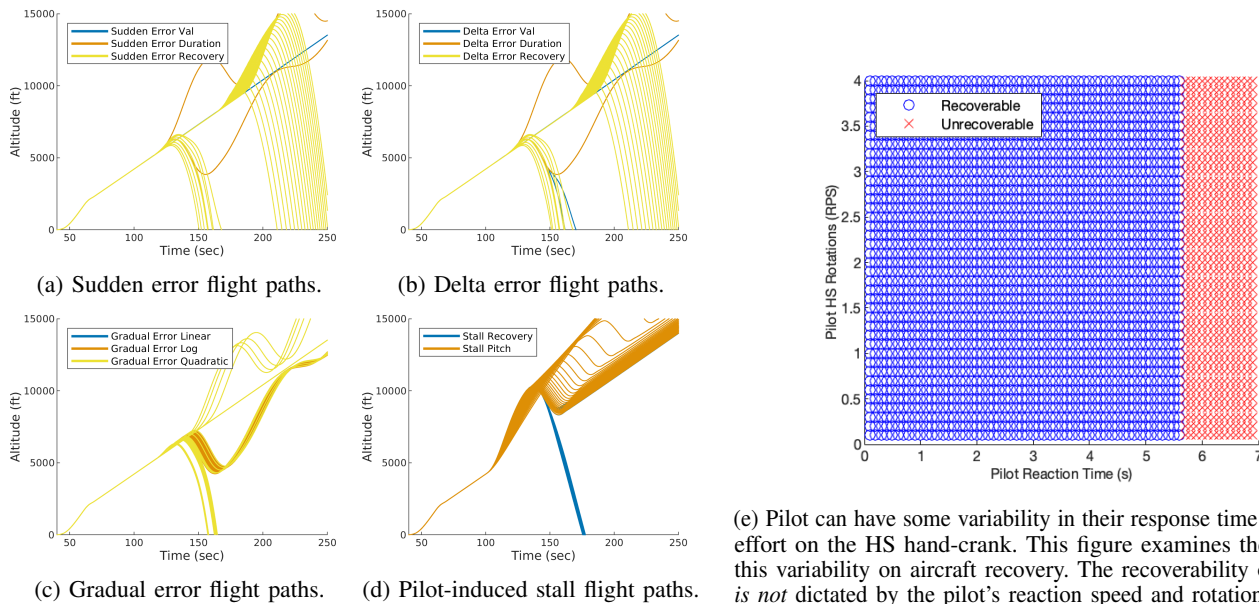 15000
10000
5000
0
Altitude (ft)
Sudden Error Val
Sudden Error Duration
Sudden Error Recovery
50 100 150 200 250
Time (sec)
(a) Sudden error flight paths.
15000
10000
5000
0
Altitude (ft)
Delta Error Val
Delta Error Duration
Delta Error Recovery
50 100 150 200 250
Time (sec)
(b) Delta error flight paths.
15000
10000
5000
0
Altitude (ft)
Gradual Error Linear
Gradual Error Log
Gradual Error Quadratic
50 100 150 200 250
Time (sec)
(c) Gradual error flight paths.
15000
10000
5000
0
Altitude (ft)
Stall Recovery
Stall Pitch
50 100 150 200 250
Time (sec)
(d) Pilot-induced stall flight paths.
4
3.5
3
2.5
2
1.5
1
0.5
0
Pilot HS Rotations (RPS)
Recoverable
Unrecoverable
0 1 2 3 4 5 6 7
Pilot Reaction Time (s)
(e) Pilot can have some variability in their response time
effort on the HS hand-crank. This figure examines the
this variability on aircraft recovery. The recoverability
is not dictated by the pilot's reaction speed and rotation